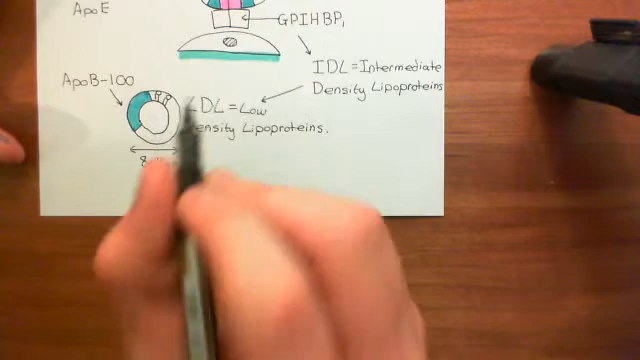 ApoE
GPIHBP1
IDL = Intermediate
Density Lipoproteins
ApoB-100
LDL = Low
Density Lipoproteins.